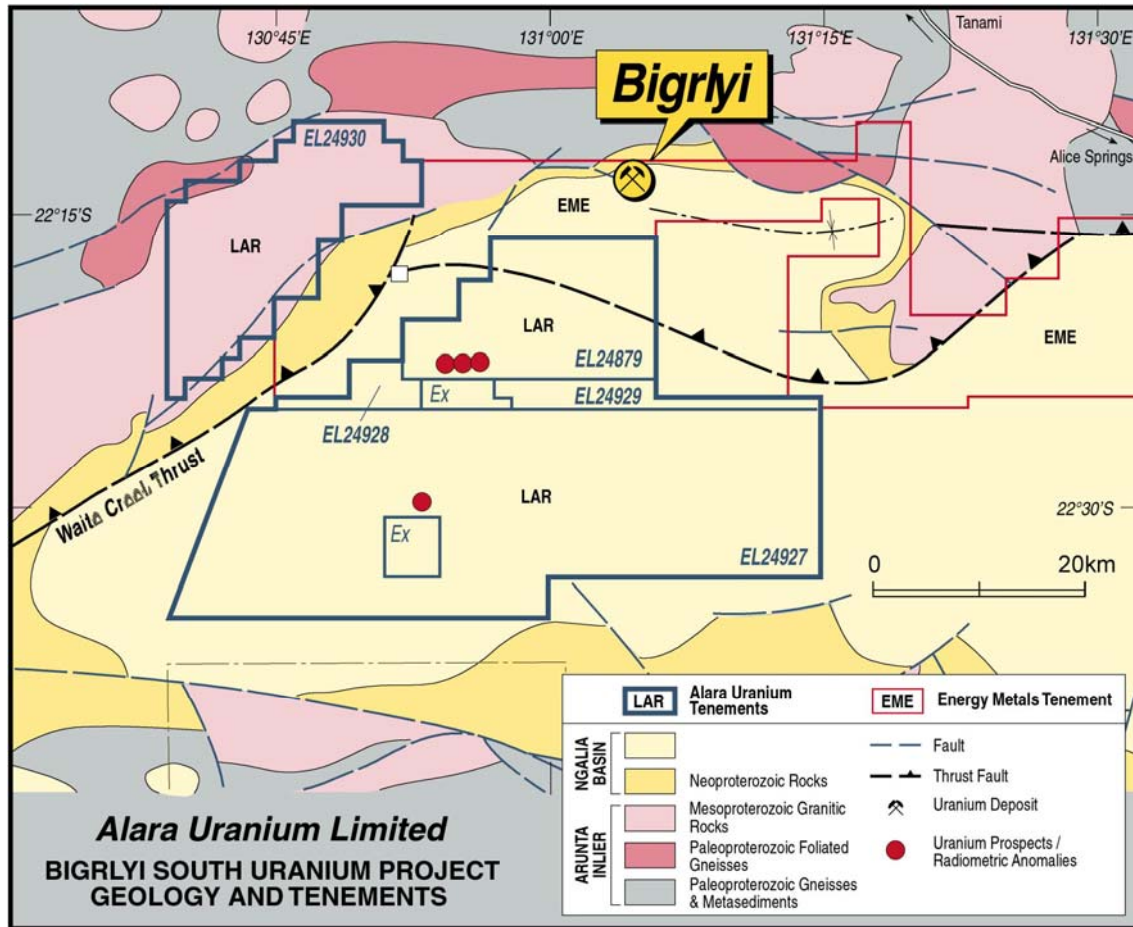 130°45'E
131°00'E
131°15'E
131°30'E
Tanami
Bigrlyi
EL24930
Alice Springs
22°15'S
EME
LAR
LAR
EME
EL24879
Ex
EL24929
EL24928
Thrust
LAR
22°30'S
Ex
EL24927
0 20km
LAR Alara Uranium Tenements
EME Energy Metals Tenement
NGALIA BASIN
Neoproterozoic Rocks
ARUNTA INLIER
Mesoproterozoic Granitic
Rocks
Paleoproterozoic Foliated
Gneisses
Paleoproterozoic Gneisses
& Metasediments
Fault
Thrust Fault
Uranium Deposit
Uranium Prospects /
Radiometric Anomalies
Alara Uranium Limited
BIGRLYI SOUTH URANIUM PROJECT
GEOLOGY AND TENEMENTS